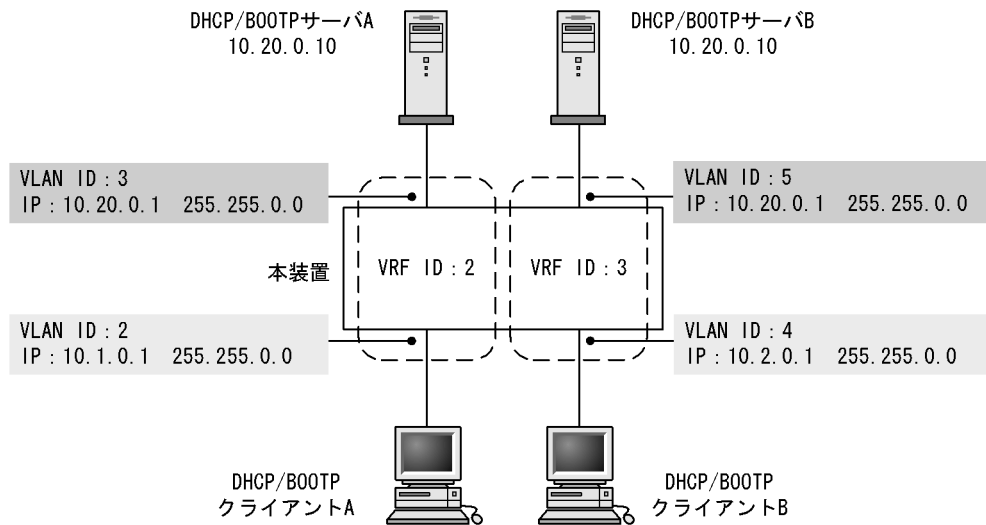 DHCP/BOOTPサーバA
10.20.0.10
DHCP/BOOTPサーバB
10.20.0.10
VLAN ID：3
IP：10.20.0.1 255.255.0.0
VLAN ID：5
IP：10.20.0.1 255.255.0.0
本装置
VRF ID：2
VRF ID：3
VLAN ID：2
IP：10.1.0.1 255.255.0.0
VLAN ID：4
IP：10.2.0.1 255.255.0.0
DHCP/BOOTP
クライアントA
DHCP/BOOTP
クライアントB